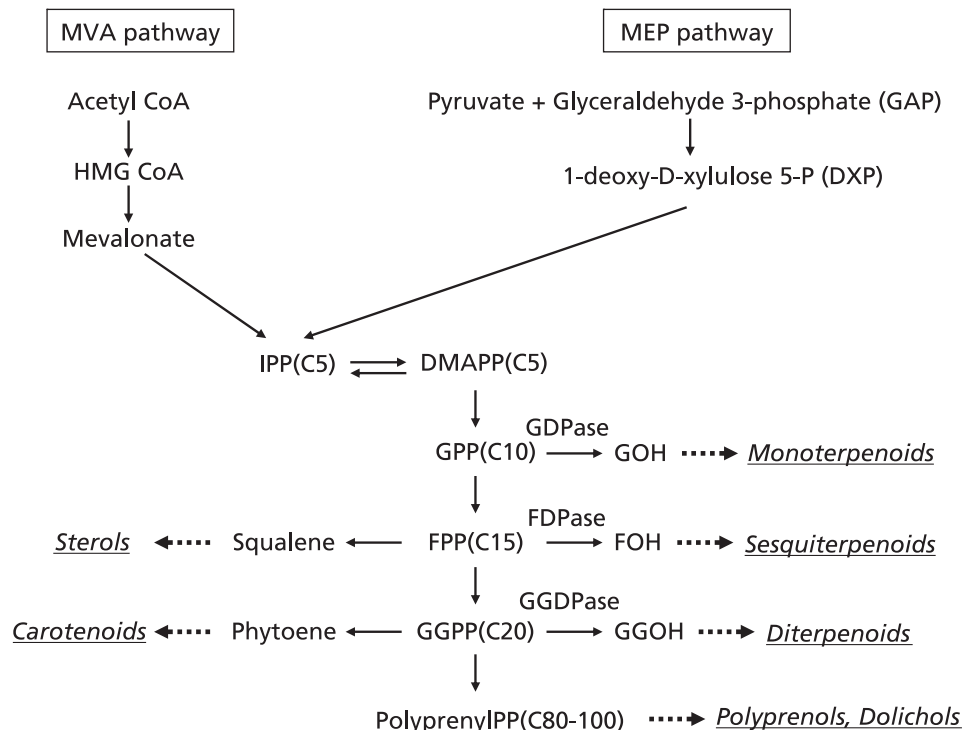 MVA pathway
MEP pathway
Acetyl CoA
Pyruvate + Glyceraldehyde 3-phosphate (GAP)
HMG CoA
1-deoxy-D-xylulose 5-P (DXP)
Mevalonate
IPP(C5)
DMAPP(C5)
GDPase
GPP(C10)
GOH
Monoterpenoids
FDPase
Sterols
Squalene
FPP(C15)
FOH
Sesquiterpenoids
GGDPase
Carotenoids
Phytoene
GGPP(C20)
GGOH
Diterpenoids
PolyprenylPP(C80-100)
Polyprenols, Dolichols